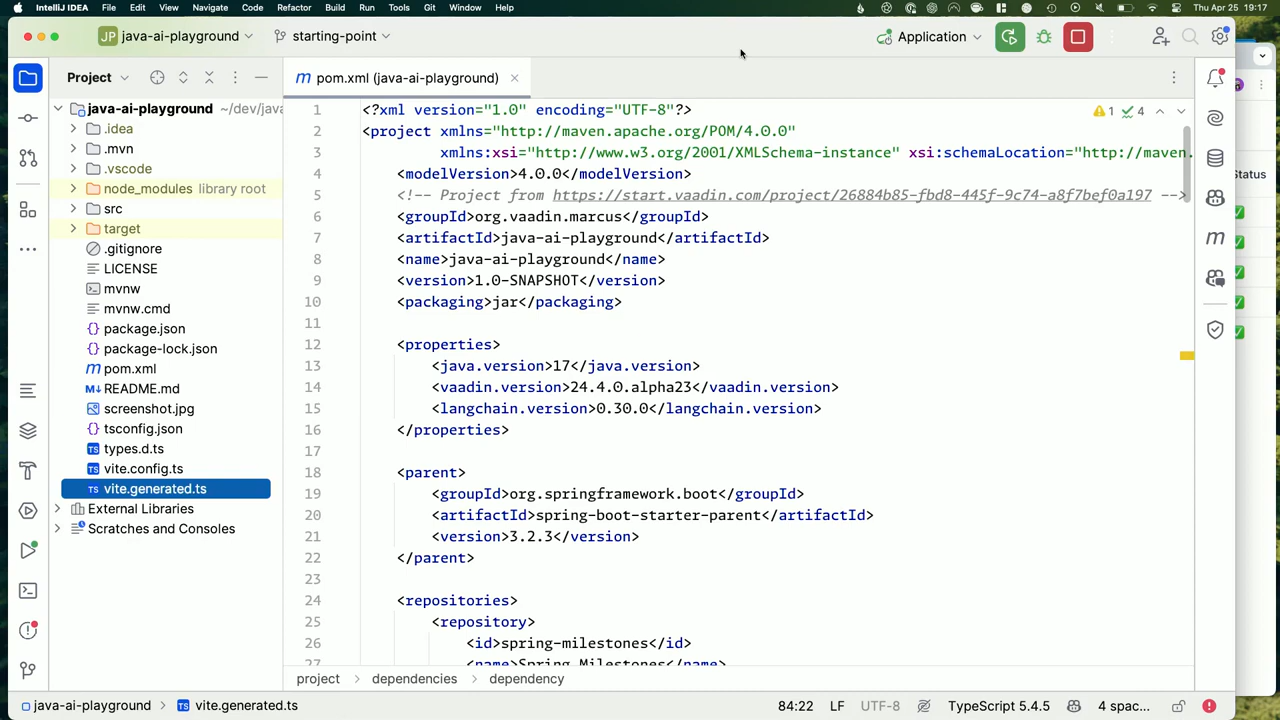 IntelliJ IDEA File Edit View Navigate Code Refactor Build Run Tools Git Window Help Thu Apr 25 19:17
JP java-ai-playground starting-point Application
Project
m pom.xml (java-ai-playground)
java-ai-playground ~/dev/java
.idea
.mvn
.vscode
node_modules library root
src
target
.gitignore
LICENSE
mvnw
mvnw.cmd
package.json
package-lock.json
m pom.xml
M↓ README.md
screenshot.jpg
tsconfig.json
TS types.d.ts
TS vite.config.ts
TS vite.generated.ts
External Libraries
Scratches and Consoles
1 <?xml version="1.0" encoding="UTF-8"?>
2 <project xmlns="http://maven.apache.org/POM/4.0.0"
3 xmlns:xsi="http://www.w3.org/2001/XMLSchema-instance" xsi:schemaLocation="http://maven.
4 <modelVersion>4.0.0</modelVersion>
5 <!-- Project from https://start.vaadin.com/project/26884b85-fbd8-445f-9c74-a8f7bef0a197 -->
6 <groupId>org.vaadin.marcus</groupId>
7 <artifactId>java-ai-playground</artifactId>
8 <name>java-ai-playground</name>
9 <version>1.0-SNAPSHOT</version>
10 <packaging>jar</packaging>
11
12 <properties>
13 <java.version>17</java.version>
14 <vaadin.version>24.4.0.alpha23</vaadin.version>
15 <langchain.version>0.30.0</langchain.version>
16 </properties>
17
18 <parent>
19 <groupId>org.springframework.boot</groupId>
20 <artifactId>spring-boot-starter-parent</artifactId>
21 <version>3.2.3</version>
22 </parent>
23
24 <repositories>
25 <repository>
26 <id>spring-milestones</id>
27 <name>Spring Milestones</name>
1 4
Status
m
project dependencies dependency
java-ai-playground TS vite.generated.ts 84:22 LF UTF-8 TypeScript 5.4.5 4 spac...